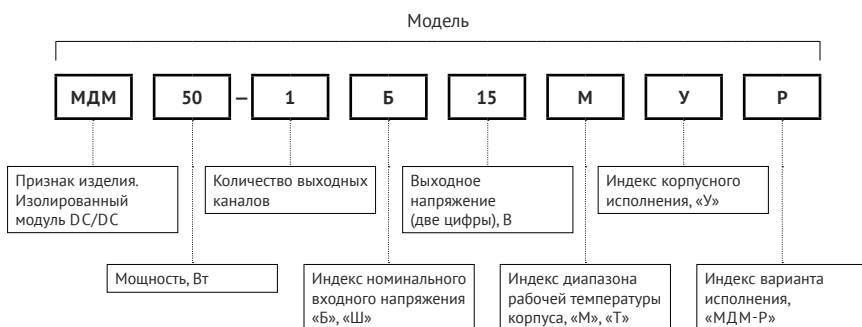 Модель
МДМ 50 – 1 Б 15 М У Р
Признак изделия.
Изолированный
модуль DC/DC
Количество выходных
каналов
Выходное
напряжение
(две цифры), В
Индекс корпусного
исполнения, «У»
Мощность, Вт
Индекс номинального
входного напряжения
«Б», «Ш»
Индекс диапазона
рабочей температуры
корпуса, «М», «Т»
Индекс варианта
исполнения,
«МДМ-Р»